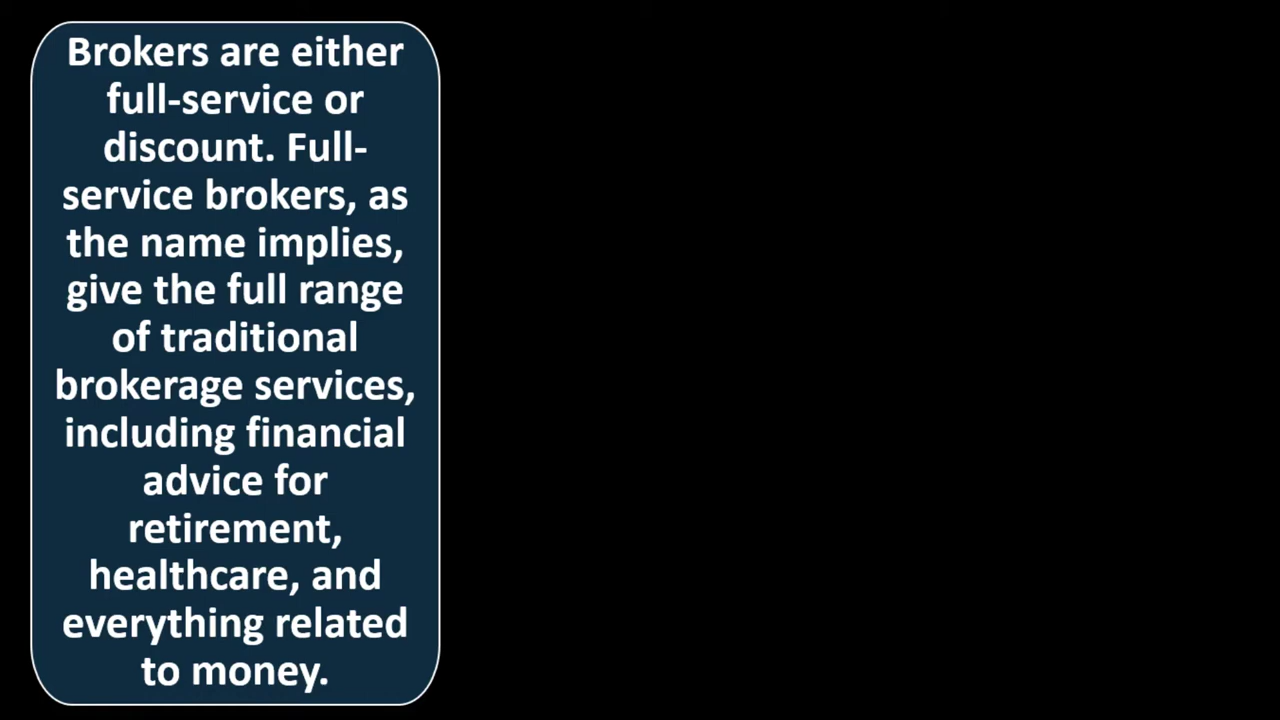 Brokers are either
full-service or
discount. Full-
service brokers, as
the name implies,
give the full range
of traditional
brokerage services,
including financial
advice for
retirement,
healthcare, and
everything related
to money.